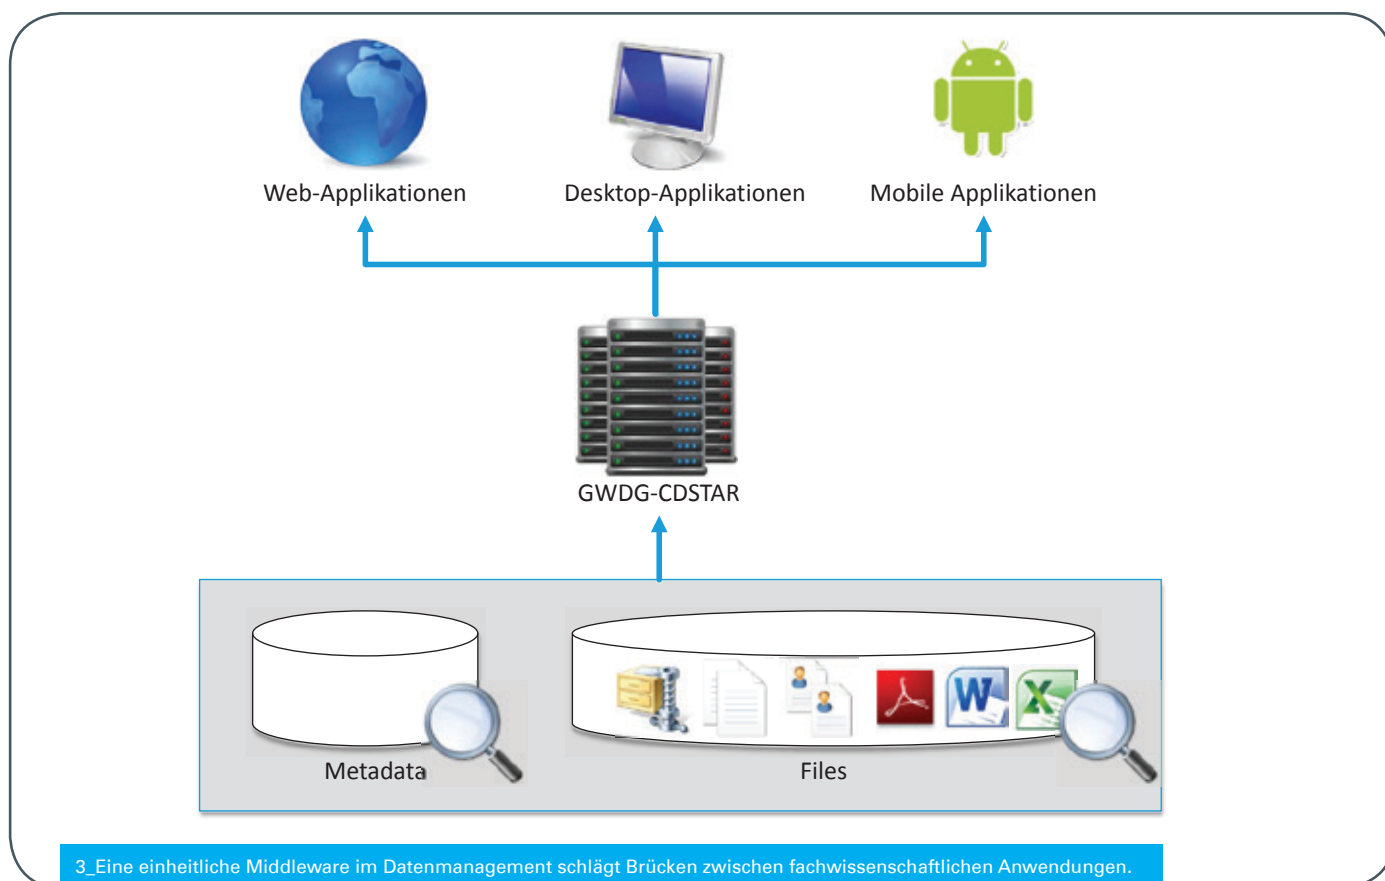 Web-Applikationen
Desktop-Applikationen
Mobile Applikationen
GWDG-CDSTAR
W
X
Metadata
Files
3_Eine einheitliche Middleware im Datenmanagement schlägt Brücken zwischen fachwissenschaftlichen Anwendungen.